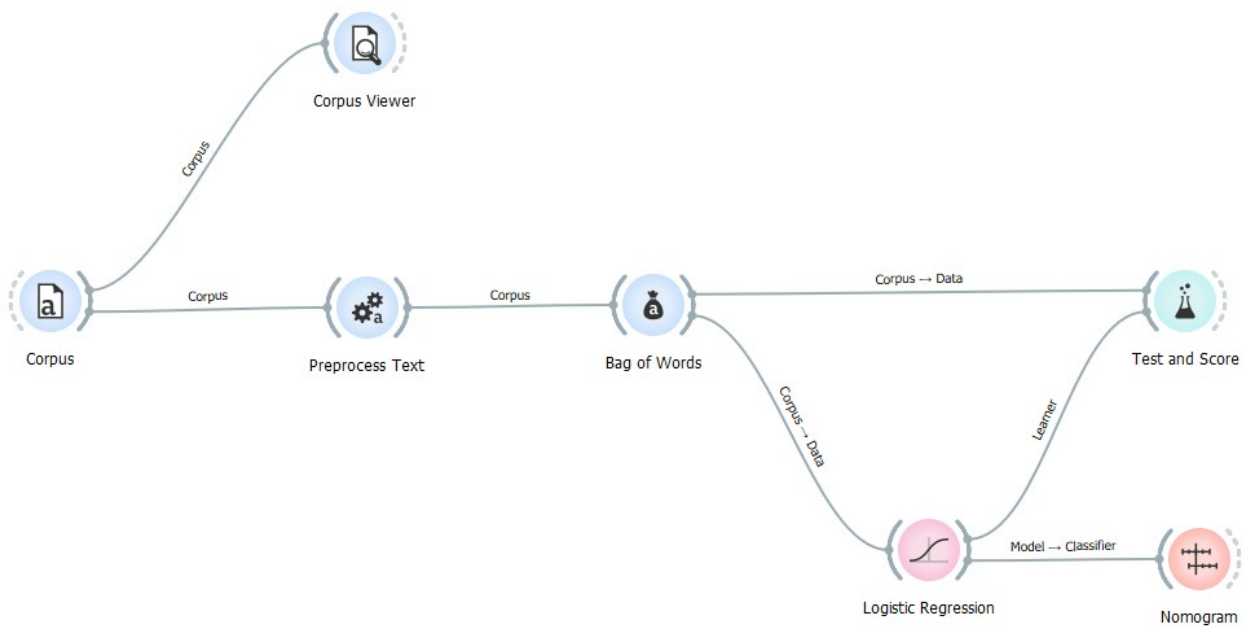 Corpus Viewer
Corpus
a
Corpus
Corpus
Corpus
a
Preprocess Text
a
Bag of Words
Corpus → Data
Corpus → Data
Test and Score
Learner
Logistic Regression
Model → Classifier
Nomogram